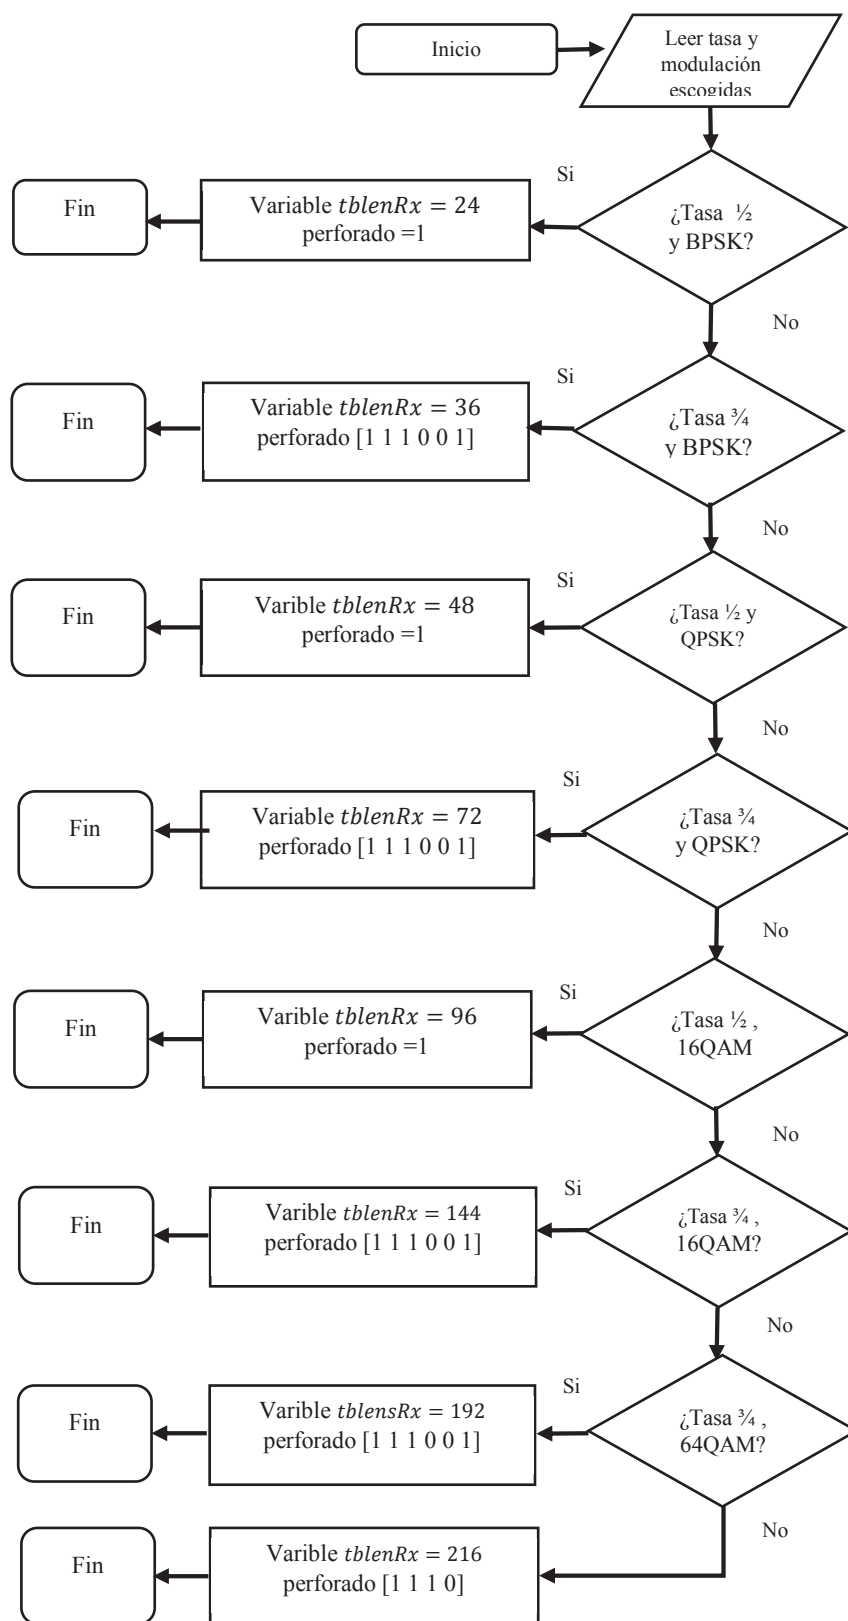 Inicio
Leer tasa y
modulación
escogidas
Si
¿Tasa ½
y BPSK?
Variable tblenRx = 24
perforado =1
Fin
No
Si
¿Tasa ¾
y BPSK?
Variable tblenRx = 36
perforado [1 1 1 0 0 1]
Fin
No
Si
¿Tasa ½ y
QPSK?
Varible tblenRx = 48
perforado =1
Fin
No
Si
¿Tasa ¾
y QPSK?
Variable tblenRx = 72
perforado [1 1 1 0 0 1]
Fin
No
Si
¿Tasa ½ ,
16QAM
Varible tblenRx = 96
perforado =1
Fin
No
Si
¿Tasa ¾ ,
16QAM?
Varible tblenRx = 144
perforado [1 1 1 0 0 1]
Fin
No
Si
¿Tasa ¾ ,
64QAM?
Varible tblensRx = 192
perforado [1 1 1 0 0 1]
Fin
No
Varible tblenRx = 216
perforado [1 1 1 0]
Fin